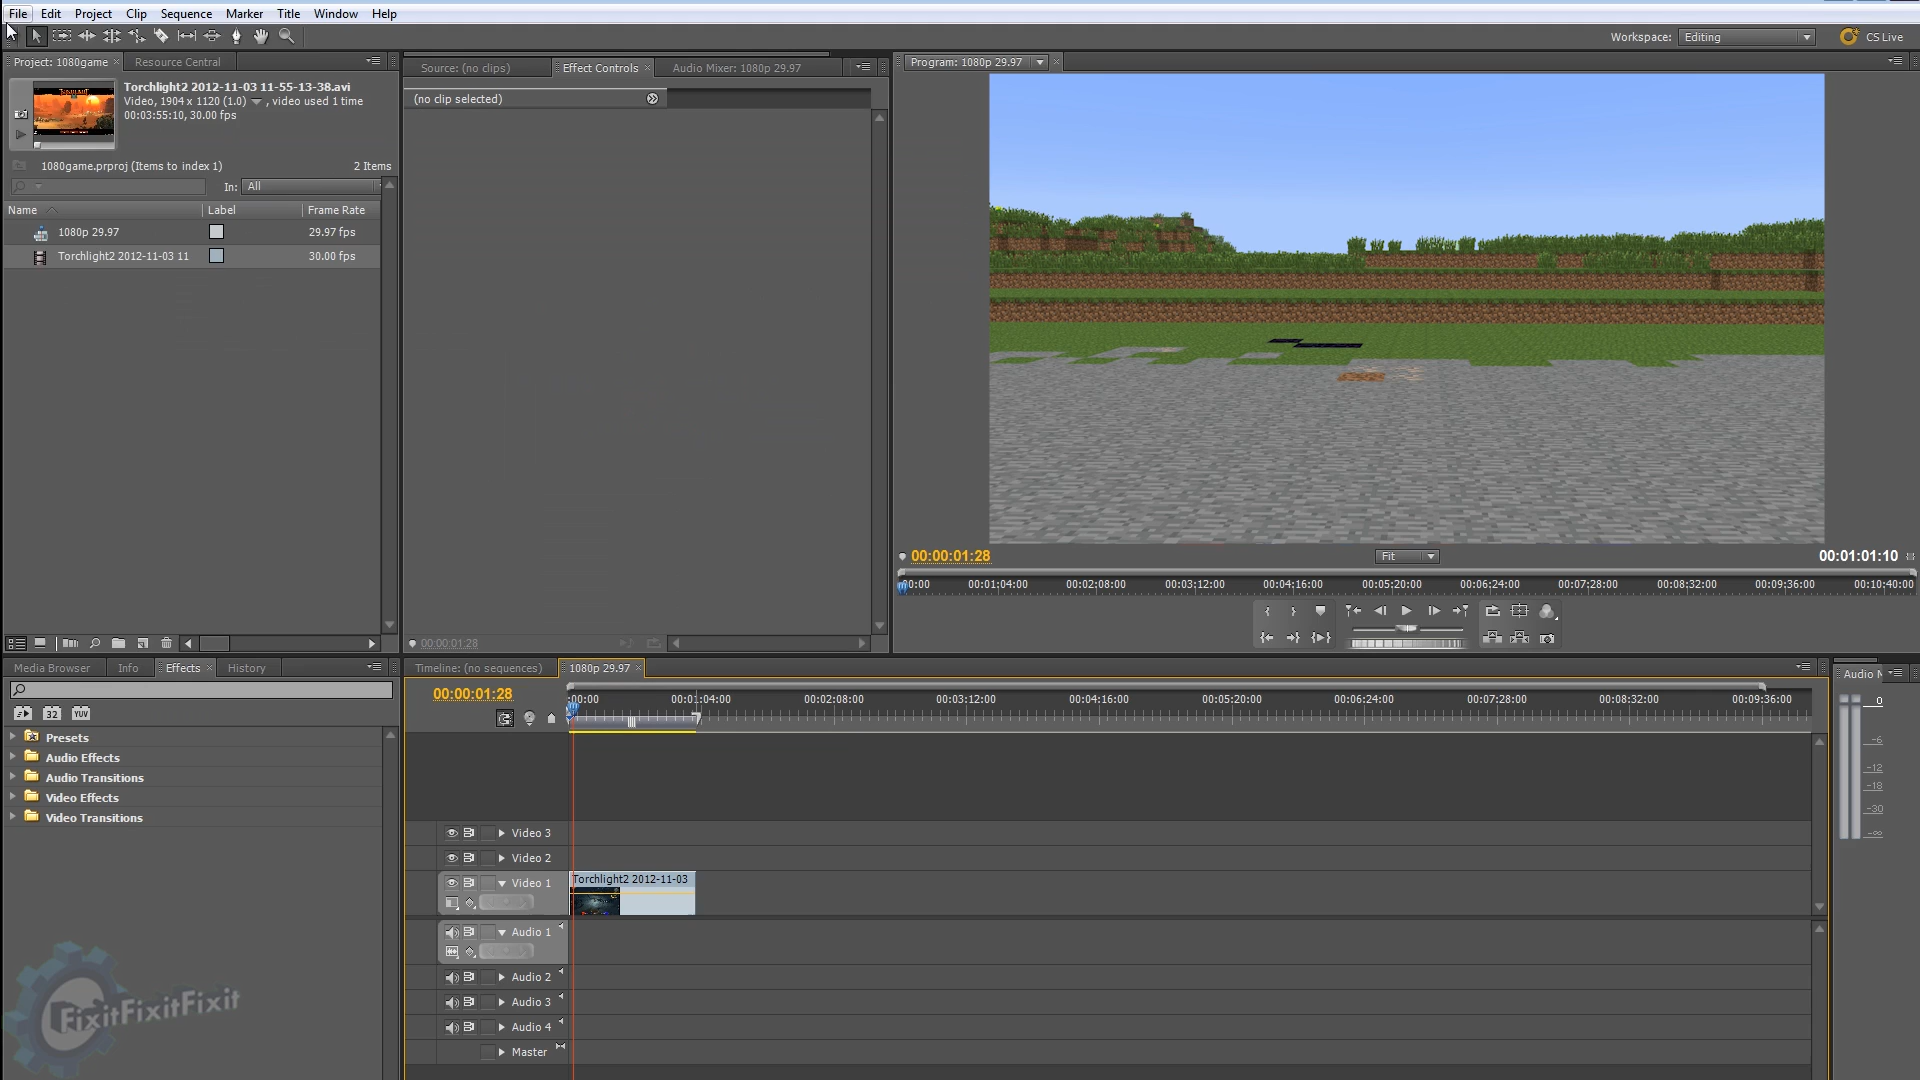 File Edit Project Clip Sequence Marker Title Window Help
Workspace: Editing CS Live
Project: 1080game Resource Central
Torchlight2 2012-11-03 11-55-13-38.avi
Video, 1904 x 1120 (1.0) , video used 1 time
00:03:55:10, 30.00 fps
1080game.prproj (Items to index 1) 2 Items
In: All
Name Label Frame Rate
1080p 29.97 29.97 fps
Torchlight2 2012-11-03 11 30.00 fps
Source: (no clips) Effect Controls Audio Mixer: 1080p 29.97
(no clip selected)
00:00:01:28
Program: 1080p 29.97
00:00:01:28 Fit 00:01:01:10
00:00 00:01:04:00 00:02:08:00 00:03:12:00 00:04:16:00 00:05:20:00 00:06:24:00 00:07:28:00 00:08:32:00 00:09:36:00 00:10:40:00
Media Browser Info Effects History
32 YUV
Presets
Audio Effects
Audio Transitions
Video Effects
Video Transitions
FixitFixitFixit
Timeline: (no sequences) 1080p 29.97
00:00:01:28
:00:00 00:01:04:00 00:02:08:00 00:03:12:00 00:04:16:00 00:05:20:00 00:06:24:00 00:07:28:00 00:08:32:00 00:09:36:00
Video 3
Video 2
Video 1
Torchlight2 2012-11-03
Audio 1
Audio 2
Audio 3
Audio 4
Master
Audio M
0
-6
-12
-18
-30
-∞